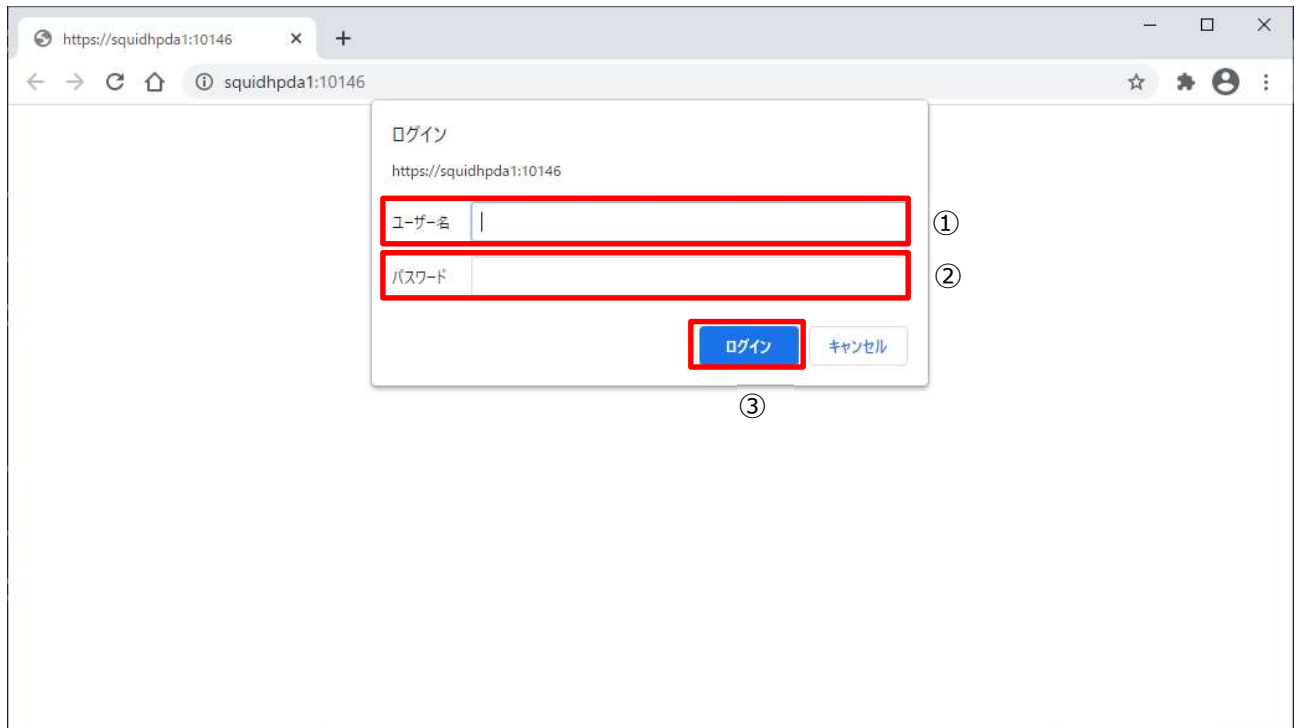 https://squidhpda1:10146
squidhpda1:10146
ログイン
https://squidhpda1:10146
ユーザー名 ①
パスワード ②
ログイン キャンセル
③